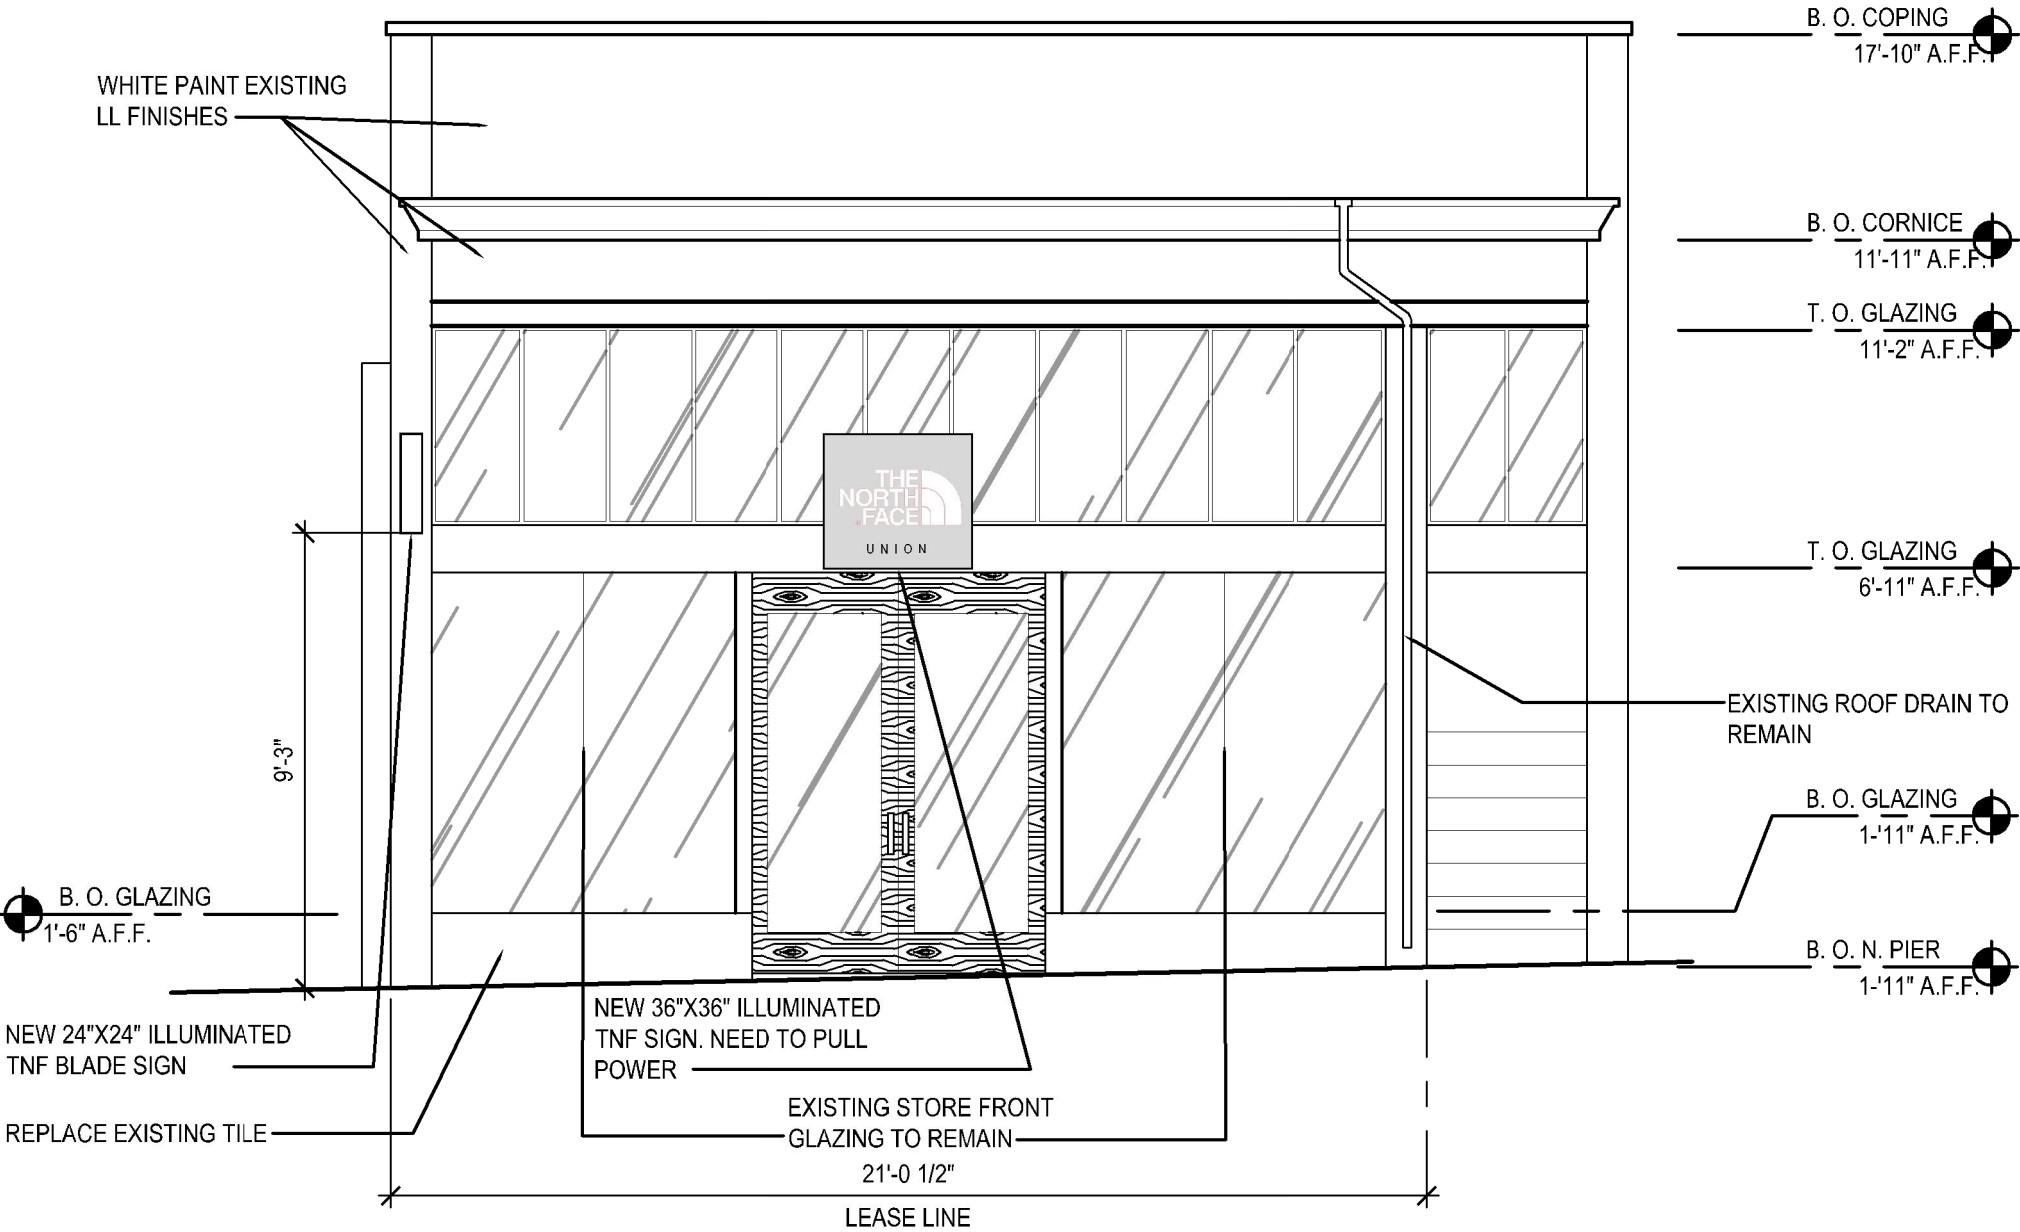 B. O. COPING
17'-10" A.F.F.
WHITE PAINT EXISTING
LL FINISHES
B. O. CORNICE
11'-11" A.F.F.
T. O. GLAZING
11'-2" A.F.F.
THE
NORTH
FACE
UNION
T. O. GLAZING
6'-11" A.F.F.
EXISTING ROOF DRAIN TO
REMAIN
9'-3"
B. O. GLAZING
1-'11" A.F.F.
B. O. GLAZING
1'-6" A.F.F.
B. O. N. PIER
1-'11" A.F.F.
NEW 24"X24" ILLUMINATED
TNF BLADE SIGN
NEW 36"X36" ILLUMINATED
TNF SIGN. NEED TO PULL
POWER
REPLACE EXISTING TILE
EXISTING STORE FRONT
GLAZING TO REMAIN
21'-0 1/2"
LEASE LINE